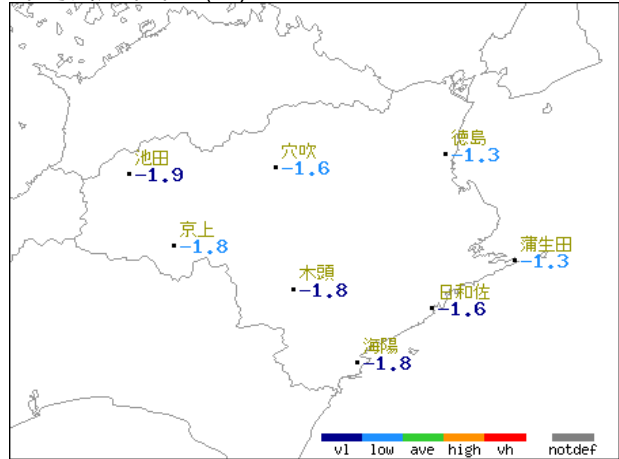 徳島
-1.3
穴吹
-1.6
池田
-1.9
京上
-1.8
蒲生田
-1.3
木頭
-1.8
日和佐
-1.6
海陽
-1.8
vl low ave high vh notdef